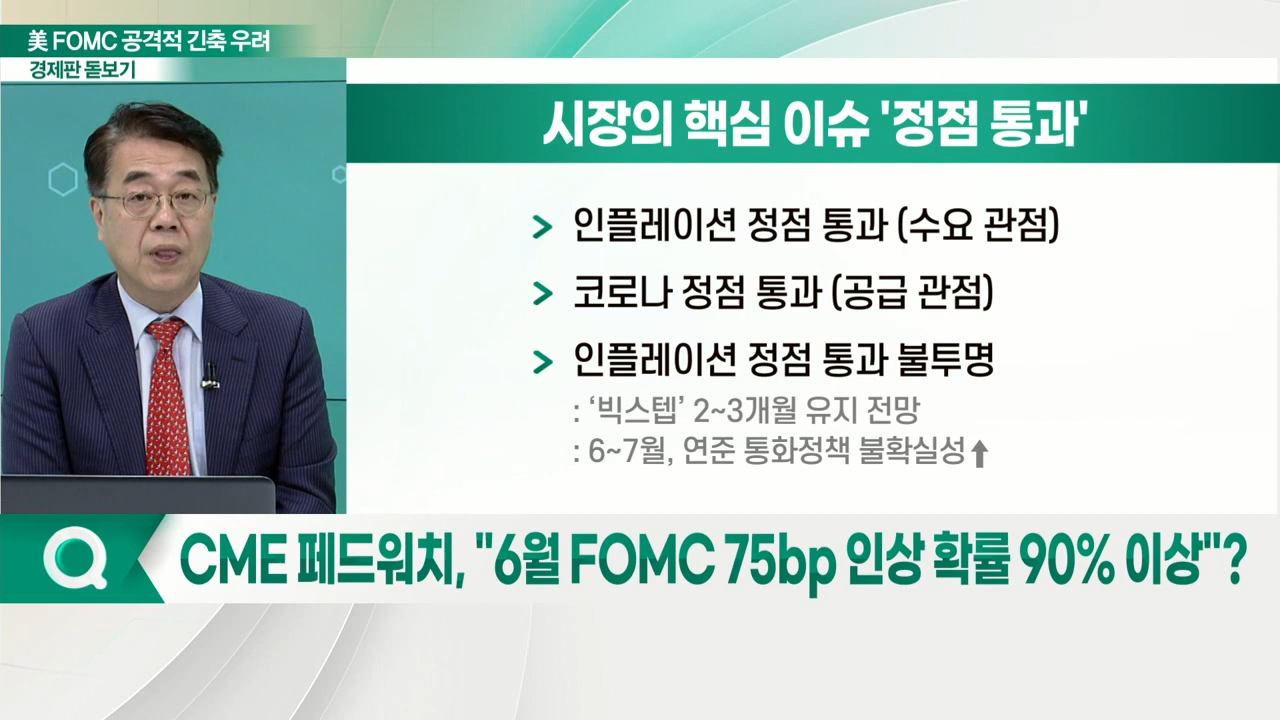 美 FOMC 공격적 긴축 우려
경제판 돋보기
시장의 핵심 이슈 '정점 통과'
> 인플레이션 정점 통과 (수요 관점)
> 코로나 정점 통과 (공급 관점)
> 인플레이션 정점 통과 불투명
: ‘빅스텝’ 2~3개월 유지 전망
: 6~7월, 연준 통화정책 불확실성↑
CME 페드워치, "6월 FOMC 75bp 인상 확률 90% 이상"?